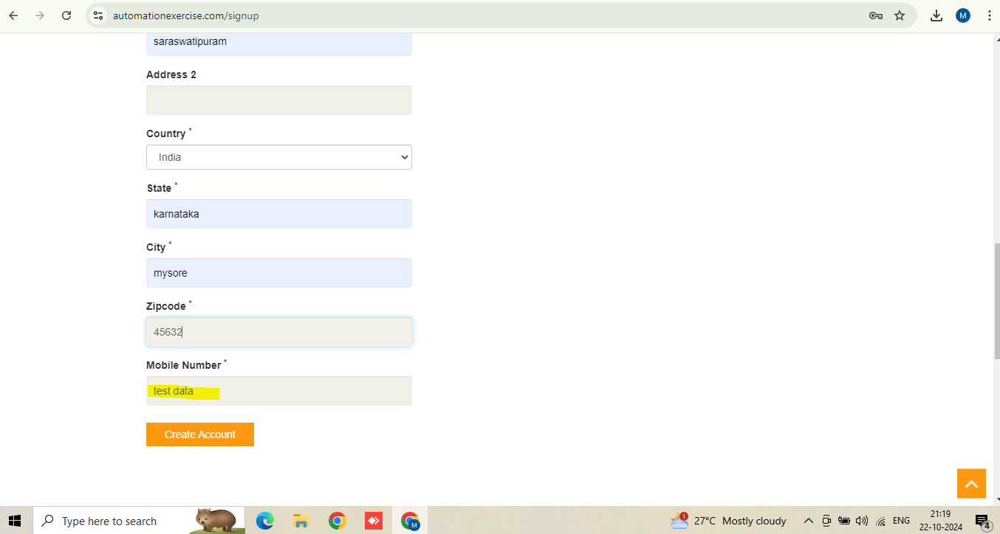 automationexercise.com/signup
M
saraswatipuram
Address 2
Country *
India
State *
karnataka
City *
mysore
Zipcode *
45632
Mobile Number *
test data
Create Account
Type here to search
M
1
27°C Mostly cloudy
ENG
21:19
22-10-2024
4